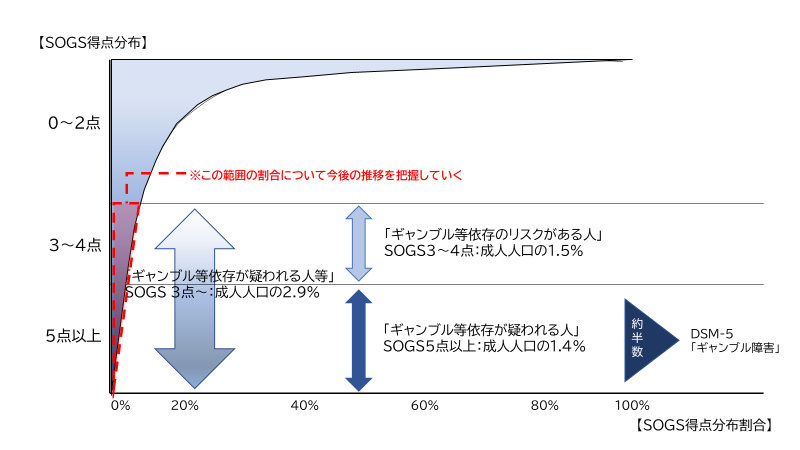 【SOGS得点分布】
0～2点
※この範囲の割合について今後の推移を把握していく
3～4点
「ギャンブル等依存のリスクがある人」
SOGS3～4点：成人人口の1.5%
「ギャンブル等依存が疑われる人等」
SOGS 3点～：成人人口の2.9%
5点以上
「ギャンブル等依存が疑われる人」
SOGS5点以上：成人人口の1.4%
約半数
DSM-5
「ギャンブル障害」
0% 20% 40% 60% 80% 100%
【SOGS得点分布割合】